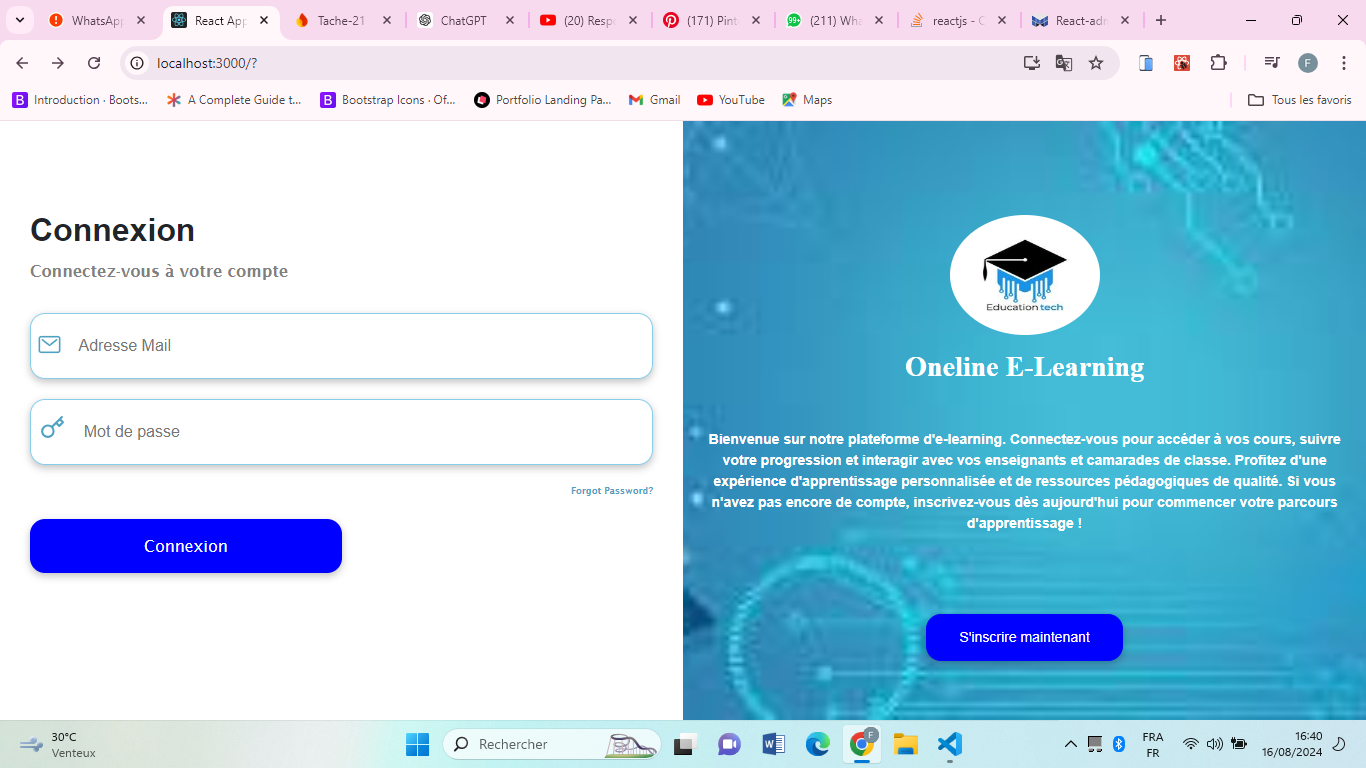 WhatsApp
React App
Tache-21
ChatGPT
(20) Respo
(171) Pint
(211) Wha
reactjs - C
React-adm
localhost:3000/?
F
Introduction · Boots...
A Complete Guide t...
Bootstrap Icons · Of...
Portfolio Landing Pa...
Gmail
YouTube
Maps
Tous les favoris
Connexion
Connectez-vous à votre compte
Adresse Mail
Mot de passe
Forgot Password?
Connexion
Education tech
Oneline E-Learning
Bienvenue sur notre plateforme d'e-learning. Connectez-vous pour accéder à vos cours, suivre
votre progression et interagir avec vos enseignants et camarades de classe. Profitez d'une
expérience d'apprentissage personnalisée et de ressources pédagogiques de qualité. Si vous
n'avez pas encore de compte, inscrivez-vous dès aujourd'hui pour commencer votre parcours
d'apprentissage !
S'inscrire maintenant
30°C
Venteux
Rechercher
F
FRA
FR
16:40
16/08/2024